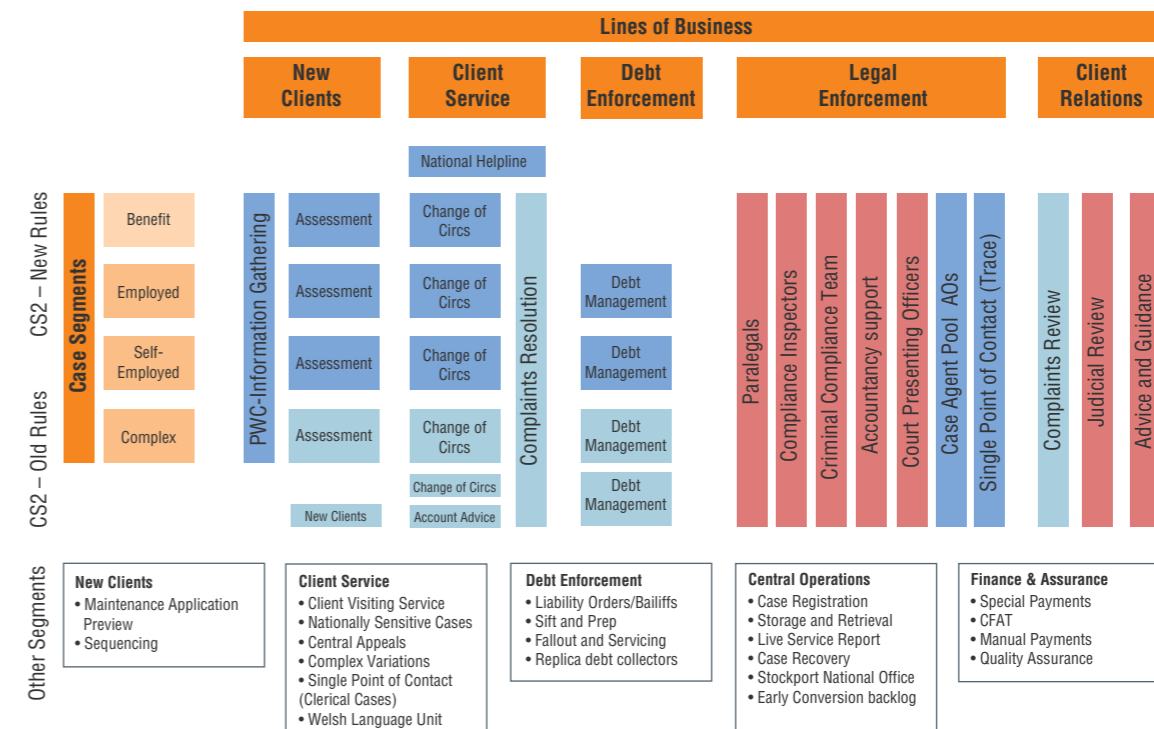 Lines of Business
New
Clients
Client
Service
Debt
Enforcement
Legal
Enforcement
Client
Relations
National Helpline
CS2 – New Rules
CS2 – Old Rules
Case Segments
Benefit
Employed
Self-
Employed
Complex
PWC-Information Gathering
Assessment
Assessment
Assessment
Assessment
New Clients
Change of
Circs
Change of
Circs
Change of
Circs
Change of
Circs
Change of Circs
Account Advice
Complaints Resolution
Debt
Management
Debt
Management
Debt
Management
Debt
Management
Paralegals
Compliance Inspectors
Criminal Compliance Team
Accountancy support
Court Presenting Officers
Case Agent Pool AOs
Single Point of Contact (Trace)
Complaints Review
Judicial Review
Advice and Guidance
Other Segments
New Clients
• Maintenance Application
Preview
• Sequencing
Client Service
• Client Visiting Service
• Nationally Sensitive Cases
• Central Appeals
• Complex Variations
• Single Point of Contact
(Clerical Cases)
• Welsh Language Unit
Debt Enforcement
• Liability Orders/Bailiffs
• Sift and Prep
• Fallout and Servicing
• Replica debt collectors
Central Operations
• Case Registration
• Storage and Retrieval
• Live Service Report
• Case Recovery
• Stockport National Office
• Early Conversion backlog
Finance & Assurance
• Special Payments
• CFAT
• Manual Payments
• Quality Assurance